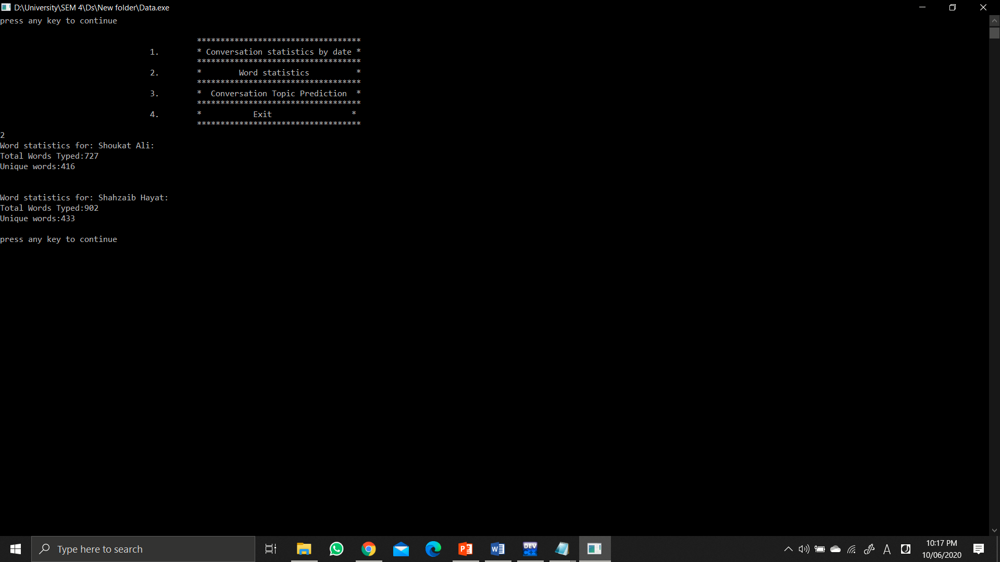 D:\University\SEM 4\Ds\New folder\Data.exe
press any key to continue
***********************************
1. * Conversation statistics by date *
***********************************
2. * Word statistics *
***********************************
3. * Conversation Topic Prediction *
***********************************
4. * Exit *
***********************************
2
Word statistics for: Shoukat Ali:
Total Words Typed:727
Unique words:416
Word statistics for: Shahzaib Hayat:
Total Words Typed:902
Unique words:433
press any key to continue
Type here to search
DEV
C++
10:17 PM
10/06/2020